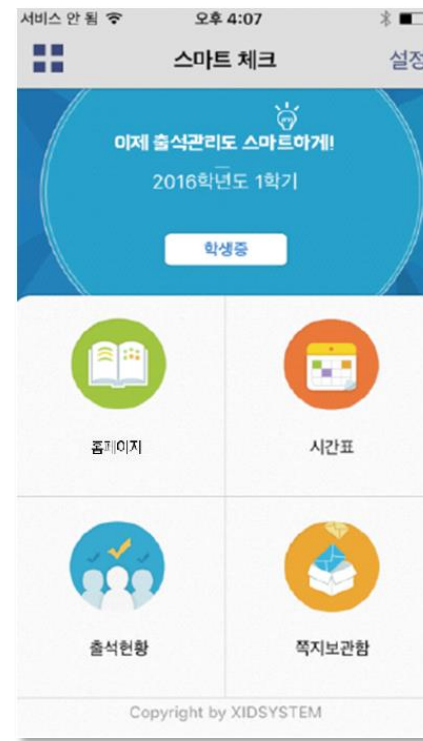 서비스 안 됨 오후 4:07
스마트 체크 설정
이제 출석관리도 스마트하게!
2016학년도 1학기
학생증
홈페이지 시간표
출석현황 쪽지보관함
Copyright by XIDSYSTEM